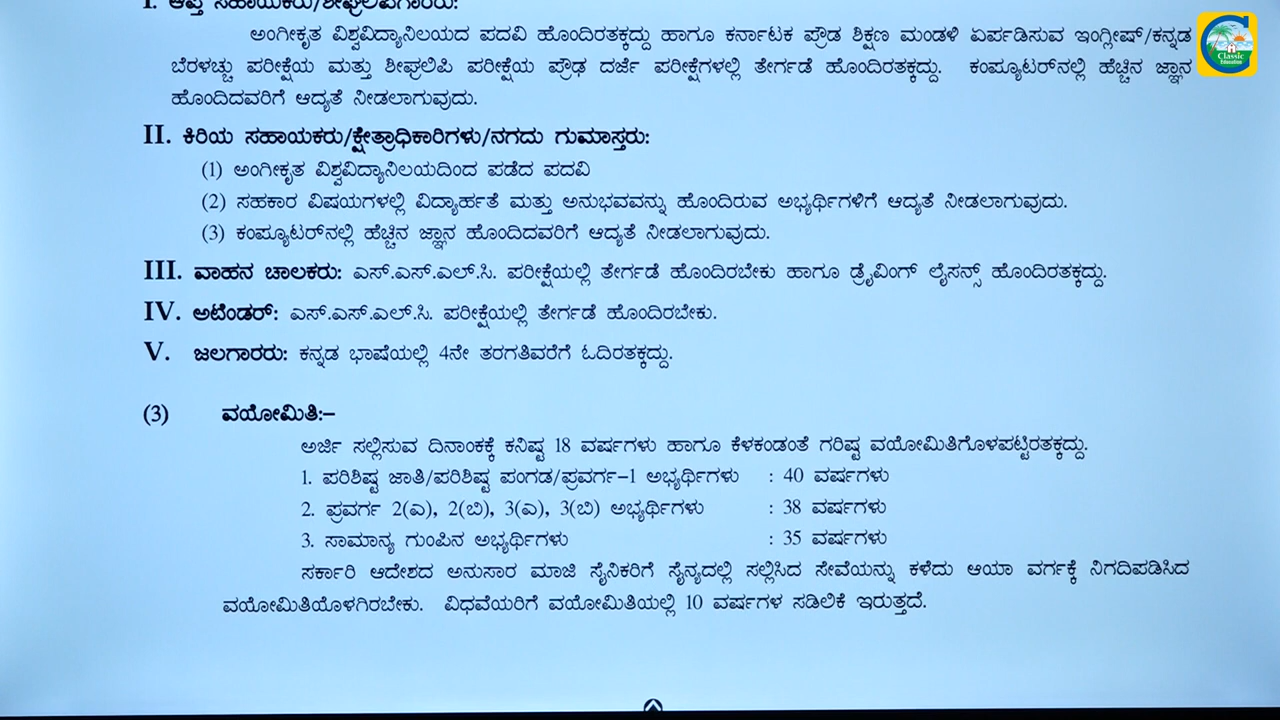 I. ಆಪ್ತ ಸಹಾಯಕರು/ಶೀಘ್ರಲಿಪಿಗಾರರು:
ಅಂಗೀಕೃತ ವಿಶ್ವವಿದ್ಯಾನಿಲಯದ ಪದವಿ ಹೊಂದಿರತಕ್ಕದ್ದು ಹಾಗೂ ಕರ್ನಾಟಕ ಪ್ರೌಢ ಶಿಕ್ಷಣ ಮಂಡಳಿ ಏರ್ಪಡಿಸುವ ಇಂಗ್ಲೀಷ್/ಕನ್ನಡ
ಬೆರಳಚ್ಚು ಪರೀಕ್ಷೆಯ ಮತ್ತು ಶೀಘ್ರಲಿಪಿ ಪರೀಕ್ಷೆಯ ಪ್ರೌಢ ದರ್ಜೆ ಪರೀಕ್ಷೆಗಳಲ್ಲಿ ತೇರ್ಗಡೆ ಹೊಂದಿರತಕ್ಕದ್ದು. ಕಂಪ್ಯೂಟರ್‌ನಲ್ಲಿ ಹೆಚ್ಚಿನ ಜ್ಞಾನ
ಹೊಂದಿದವರಿಗೆ ಆದ್ಯತೆ ನೀಡಲಾಗುವುದು.
II. ಕಿರಿಯ ಸಹಾಯಕರು/ಕ್ಷೇತ್ರಾಧಿಕಾರಿಗಳು/ನಗದು ಗುಮಾಸ್ತರು:
(1) ಅಂಗೀಕೃತ ವಿಶ್ವವಿದ್ಯಾನಿಲಯದಿಂದ ಪಡೆದ ಪದವಿ
(2) ಸಹಕಾರ ವಿಷಯಗಳಲ್ಲಿ ವಿದ್ಯಾರ್ಹತೆ ಮತ್ತು ಅನುಭವವನ್ನು ಹೊಂದಿರುವ ಅಭ್ಯರ್ಥಿಗಳಿಗೆ ಆದ್ಯತೆ ನೀಡಲಾಗುವುದು.
(3) ಕಂಪ್ಯೂಟರ್‌ನಲ್ಲಿ ಹೆಚ್ಚಿನ ಜ್ಞಾನ ಹೊಂದಿದವರಿಗೆ ಆದ್ಯತೆ ನೀಡಲಾಗುವುದು.
III. ವಾಹನ ಚಾಲಕರು: ಎಸ್.ಎಸ್.ಎಲ್.ಸಿ. ಪರೀಕ್ಷೆಯಲ್ಲಿ ತೇರ್ಗಡೆ ಹೊಂದಿರಬೇಕು ಹಾಗೂ ಡ್ರೈವಿಂಗ್ ಲೈಸನ್ಸ್ ಹೊಂದಿರತಕ್ಕದ್ದು.
IV. ಅಟೆಂಡರ್: ಎಸ್.ಎಸ್.ಎಲ್.ಸಿ. ಪರೀಕ್ಷೆಯಲ್ಲಿ ತೇರ್ಗಡೆ ಹೊಂದಿರಬೇಕು.
V. ಜಲಗಾರರು: ಕನ್ನಡ ಭಾಷೆಯಲ್ಲಿ 4ನೇ ತರಗತಿವರೆಗೆ ಓದಿರತಕ್ಕದ್ದು.
(3) ವಯೋಮಿತಿ:–
ಅರ್ಜಿ ಸಲ್ಲಿಸುವ ದಿನಾಂಕಕ್ಕೆ ಕನಿಷ್ಟ 18 ವರ್ಷಗಳು ಹಾಗೂ ಕೆಳಕಂಡಂತೆ ಗರಿಷ್ಟ ವಯೋಮಿತಿಗೊಳಪಟ್ಟಿರತಕ್ಕದ್ದು.
1. ಪರಿಶಿಷ್ಟ ಜಾತಿ/ಪರಿಶಿಷ್ಟ ಪಂಗಡ/ಪ್ರವರ್ಗ–1 ಅಭ್ಯರ್ಥಿಗಳು : 40 ವರ್ಷಗಳು
2. ಪ್ರವರ್ಗ 2(ಎ), 2(ಬಿ), 3(ಎ), 3(ಬಿ) ಅಭ್ಯರ್ಥಿಗಳು : 38 ವರ್ಷಗಳು
3. ಸಾಮಾನ್ಯ ಗುಂಪಿನ ಅಭ್ಯರ್ಥಿಗಳು : 35 ವರ್ಷಗಳು
ಸರ್ಕಾರಿ ಆದೇಶದ ಅನುಸಾರ ಮಾಜಿ ಸೈನಿಕರಿಗೆ ಸೈನ್ಯದಲ್ಲಿ ಸಲ್ಲಿಸಿದ ಸೇವೆಯನ್ನು ಕಳೆದು ಆಯಾ ವರ್ಗಕ್ಕೆ ನಿಗದಿಪಡಿಸಿದ
ವಯೋಮಿತಿಯೊಳಗಿರಬೇಕು. ವಿಧವೆಯರಿಗೆ ವಯೋಮಿತಿಯಲ್ಲಿ 10 ವರ್ಷಗಳ ಸಡಿಲಿಕೆ ಇರುತ್ತದೆ.
Classic
Education